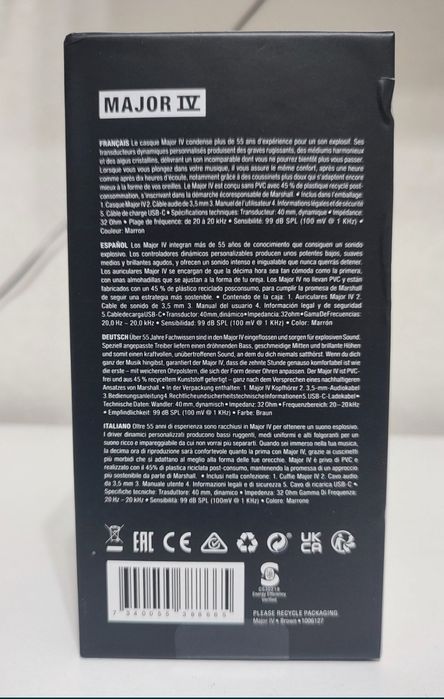 MAJOR IV
FRANÇAIS Le casque Major IV condense plus de 55 ans d'expérience pour un son explosif. Ses
transducteurs dynamiques personnalisés produisent des graves rugissants, des médiums harmonieux
et des aigus cristallins, délivrant un son incomparable dont vous ne pourrez bientôt plus vous passer.
Lorsque vous vous plongez dans votre musique, il vous assure le même confort, après une heure
comme après des heures d'écoute, notamment grâce à des coussinets plus doux qui s'adaptent encore
mieux à la forme de vos oreilles. Le Major IV est conçu sans PVC avec 45 % de plastique recyclé post-
consommation, s'inscrivant dans la démarche écoresponsable de Marshall. • Inclus dans l'emballage
1. Casque Major IV 2. Câble audio de 3,5 mm 3. Manuel de l'utilisateur 4. Informations légales et de sécurité
5. Câble de charge USB-C • Spécifications techniques: Transducteur: 40 mm, dynamique • Impédance:
32 Ohm • Plage de fréquence: de 20 à 20 kHz • Sensibilité: 99 dB SPL (100 mV @ 1 KHz) •
Couleur: Marron
ESPAÑOL Los Major IV integran más de 55 años de conocimiento que consiguen un sonido
explosivo. Los controladores dinámicos personalizados producen unos potentes bajos, suaves
medios y brillantes agudos, y ofrecen un sonido intenso e inigualable que nunca querrás detener.
Los auriculares Major IV se encargan de que la décima hora sea tan cómoda como la primera,
con unas almohadillas que se ajustan a la forma de tu oreja. Los Major IV no llevan PVC y están
fabricados con un 45 % de plástico reciclado posconsumo, para cumplir la promesa de Marshall
de seguir una estrategia más sostenible. • Contenido de la caja: 1. Auriculares Major IV 2.
Cable de sonido de 3,5 mm 3. Manual del usuario 4. Información legal y de seguridad
5.CabledecargaUSB-C•Transductor:40mm,dinámico•Impedancia:32ohm•GamaDeFrecuencias:
20,0 Hz – 20,0 kHz • Sensibilidad: 99 dB SPL (100 mV @ 1 KHz) • Color: Marrón
DEUTSCH Über 55 Jahre Fachwissen sind in den Major IV eingeflossen und sorgen für explosiven Sound.
Speziell angepasste Treiber liefern einen dröhnenden Bass, geschmeidige Mitten und brillante Höhen
und somit einen kraftvollen, unübertroffenen Sound, an dem du dich niemals satthörst. Wenn du dich
ganz der Musik hingibst, garantiert der Major IV, dass die zehnte Stunde genauso komfortabel ist wie
die erste – mit weicheren Ohrpolstern, die sich der Form deiner Ohren anpassen. Der Major IV ist PVC-
frei und aus 45 % recyceltem Kunststoff gefertigt – ganz nach dem Versprechen eines nachhaltigeren
Ansatzes von Marshall. • In der Verpackung enthalten: 1. Major IV Kopfhörer 2. 3,5-mm-Audiokabel
3. Bedienungsanleitung 4. Rechtliche und sicherheitstechnische Informationen 5. USB-C-Ladekabel •
Technische Daten: Wandler: 40 mm, dynamisch • Impedanz: 32 Ohm • Frequenzbereich: 20–20 kHz
• Empfindlichkeit: 99 dB SPL (100 mV @ 1 KHz) • Farbe: Braun
ITALIANO Oltre 55 anni di esperienza sono racchiusi in Major IV per ottenere un suono esplosivo.
I driver dinamici personalizzati producono bassi ruggenti, medi uniformi e alti folgoranti per un
suono ricco e impareggiabile da cui non vorrai più separarti. Quando sei immerso nella tua musica,
la decima ora di riproduzione sarà confortevole quanto la prima con Major IV, grazie ai cuscinetti
più morbidi che si adattano al meglio alla forma delle tue orecchie. Major IV è privo di PVC e
realizzato con il 45% di plastica riciclata post-consumo, mantenendo la promessa di un approccio
più sostenibile da parte di Marshall. • Inclusi nella confezione: 1. Cuffie Major IV 2. Cavo audio
da 3,5 mm 3. Manuale utente 4. Informazioni legali e di sicurezza 5. Cavo di ricarica USB-C •
Specifiche tecniche: Trasduttore: 40 mm, dinamico • Impedenza: 32 Ohm Gamma Di Frequenza:
20 Hz – 20 kHz • Sensibilità: 99 dB SPL (100 mV @ 1 KHz) • Colore: Marrone
EAC CE UK CA
Energy Efficiency
Verified
7 340055 386685
PLEASE RECYCLE PACKAGING
Major IV • Brown • 1006127